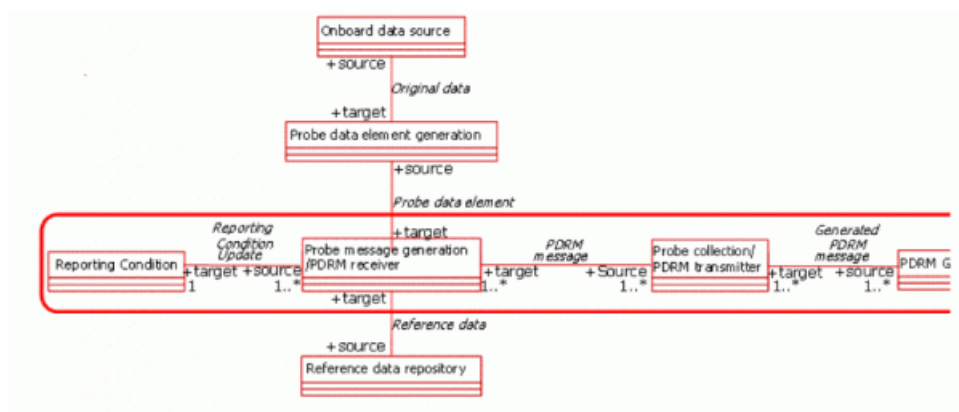 Onboard data source
+source
Original data
+target
Probe data element generation
+source
Probe data element
+target
Reporting
Condition
Update
Generated
PDRM
message
PDRM
message
Reporting Condition
Probe message generation
/PDRM receiver
Probe collection/
PDRM transmitter
PDRM G
+target +source
1 1..*
+target +Source
1..* 1..*
+target +source
1..* 1..*
+target
Reference data
+source
Reference data repository